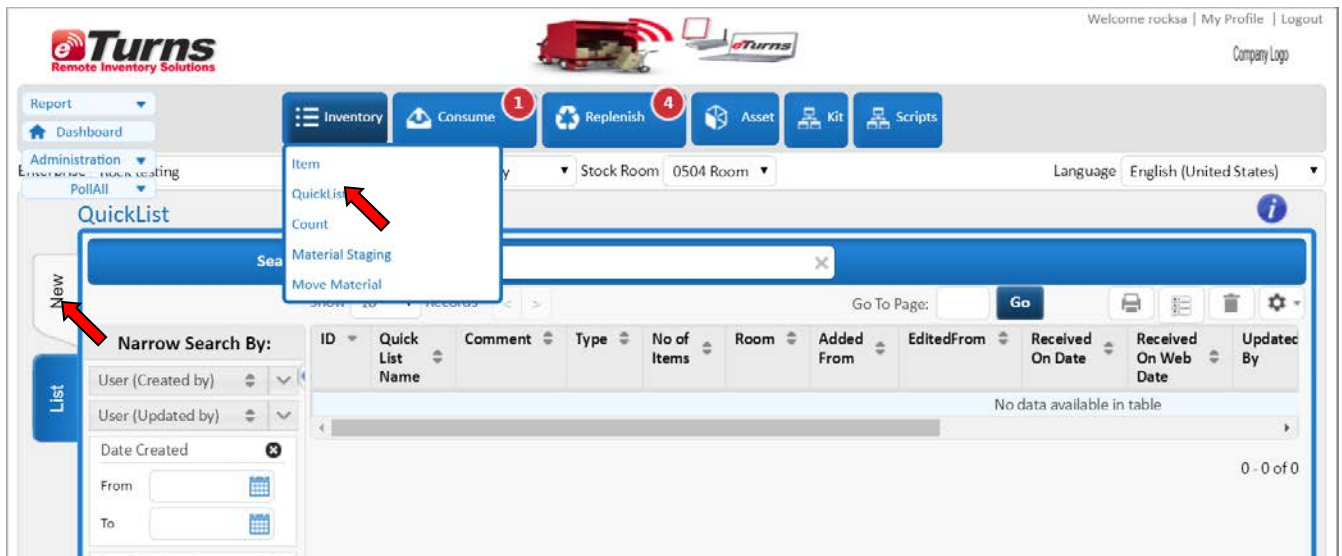 Welcome rocksa | My Profile | Logout
eTurns
Remote Inventory Solutions
eTurns
Company Logo
Report
Dashboard
Administration
PollAll
Inventory
Consume 1
Replenish 4
Asset
Kit
Scripts
Item
QuickList
Count
Material Staging
Move Material
Stock Room 0504 Room
Language English (United States)
QuickList
New
List
Go To Page: Go
Narrow Search By:
User (Created by)
User (Updated by)
Date Created
From
To
ID
Quick List Name
Comment
Type
No of Items
Room
Added From
EditedFrom
Received On Date
Received On Web Date
Updated By
No data available in table
0 - 0 of 0